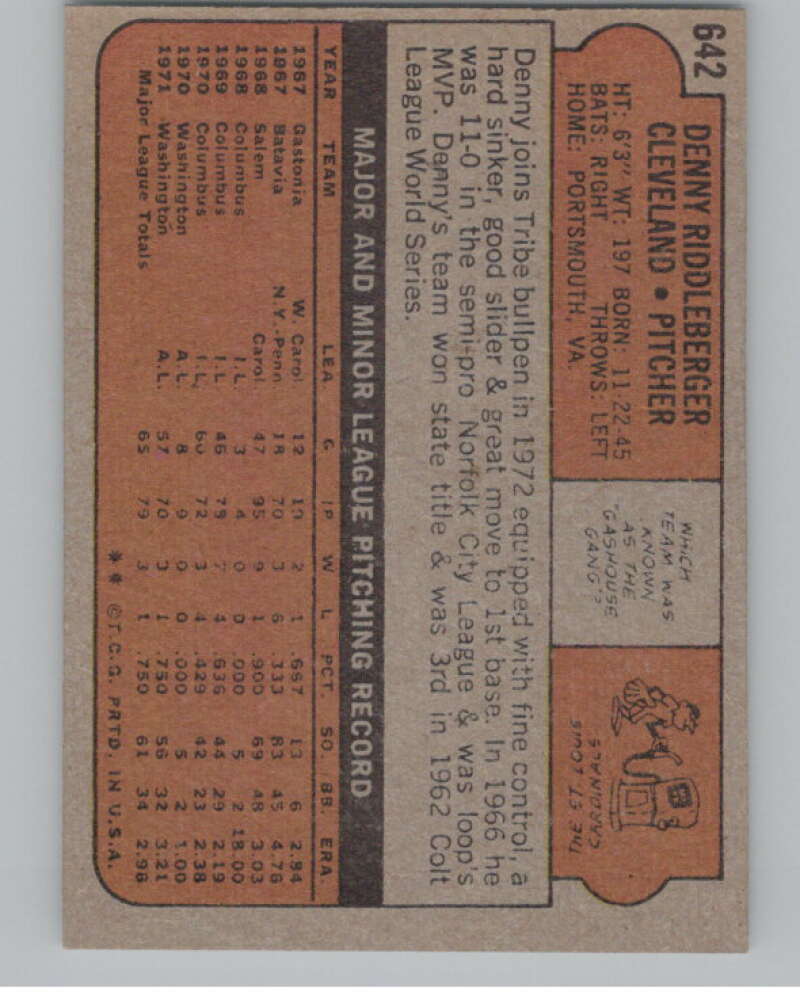 642
DENNY RIDDLEBERGER
CLEVELAND • PITCHER
HT: 6'3" WT: 197 BORN: 11-22-45
BATS: RIGHT THROWS: LEFT
HOME: PORTSMOUTH, VA.
WHICH
TEAM WAS
KNOWN
AS THE
"GASHOUSE
GANG"?
THE ST. LOUIS
CARDINALS
Denny joins Tribe bullpen in 1972 equipped with fine control, a
hard sinker, good slider & great move to 1st base. In 1966 he
was 11-0 in the semi-pro Norfolk City League & was loop's
MVP. Denny's team won state title & was 3rd in 1962 Colt
League World Series.
MAJOR AND MINOR LEAGUE PITCHING RECORD
YEAR TEAM LEA. G IP W L PCT. SO. BB. ERA.
1967 Gastonia W. Carol 12 19 2 1 .667 13 6 2.84
1967 Batavia N.Y.-Penn 18 70 3 6 .333 83 45 4.76
1968 Salem Carol 47 95 9 1 .900 69 48 3.03
1968 Columbus I.L. 3 4 0 0 .000 5 2 18.00
1969 Columbus I.L. 46 78 7 4 .636 44 29 2.19
1970 Columbus I.L. 60 72 3 4 .429 42 23 2.38
1970 Washington A.L. 8 9 0 0 .000 5 2 1.00
1971 Washington A.L. 57 70 3 1 .750 56 32 3.21
Major League Totals 65 79 3 1 .750 61 34 2.96
** ©T.C.G. PRTD. IN U.S.A.